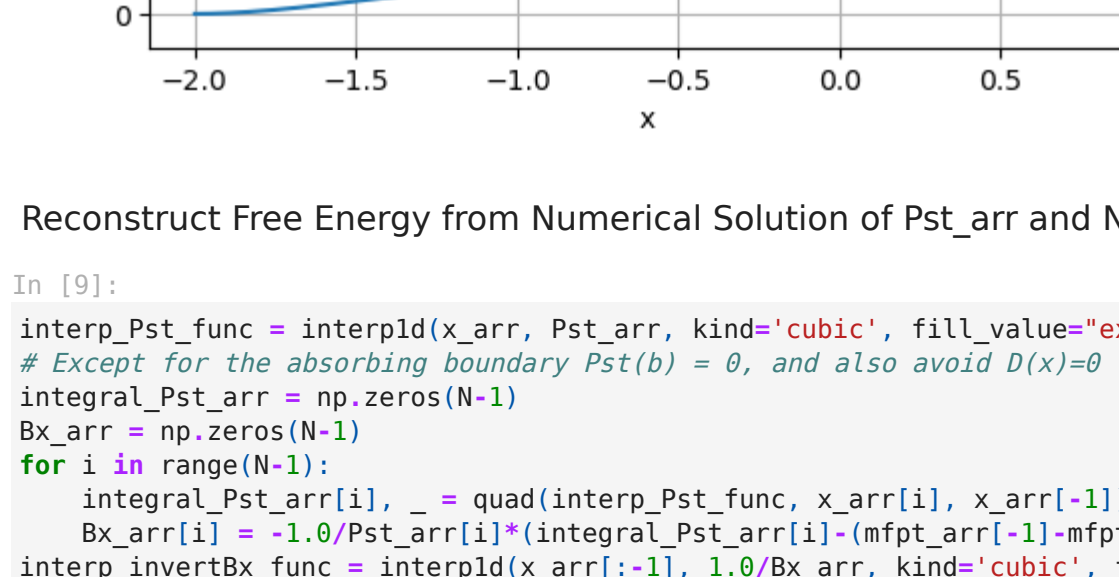 0
−2.0 −1.5 −1.0 −0.5 0.0 0.5
x
Reconstruct Free Energy from Numerical Solution of Pst_arr and
In [9]:
interp_Pst_func = interp1d(x_arr, Pst_arr, kind='cubic', fill_value="ex
# Except for the absorbing boundary Pst(b) = 0, and also avoid D(x)=0
integral_Pst_arr = np.zeros(N-1)
Bx_arr = np.zeros(N-1)
for i in range(N-1):
    integral_Pst_arr[i], _ = quad(interp_Pst_func, x_arr[i], x_arr[-1]
    Bx_arr[i] = -1.0/Pst_arr[i]*(integral_Pst_arr[i]-(mfpt_arr[-1]-mfp
interp_invertBx_func = interp1d(x_arr[:-1], 1.0/Bx_arr, kind='cubic',